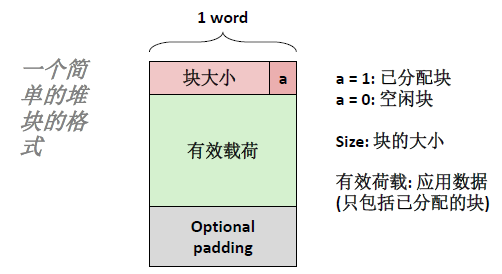 1 word
一个简
单的堆
块的格
式
块大小
a
有效载荷
Optional
padding
a = 1: 已分配块
a = 0: 空闲块
Size: 块的大小
有效荷载: 应用数据
(只包括已分配的块)